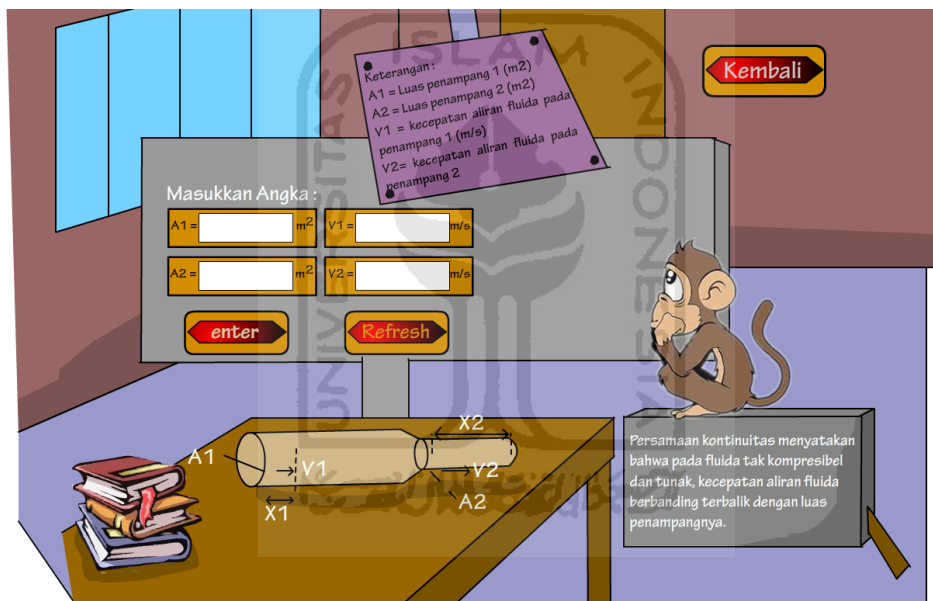 Keterangan :
A1 = Luas penampang 1 (m2)
A2 = Luas penampang 2 (m2)
V1 = kecepatan aliran fluida pada
penampang 1 (m/s)
V2= kecepatan aliran fluida pada
penampang 2
Kembali
Masukkan Angka :
A1 = m2 V1 = m/s
A2 = m2 V2 = m/s
enter Refresh
UNIVERSITAS ISLAM INDONESIA
X2
A1 V1 V2
X1 A2
Persamaan kontinuitas menyatakan
bahwa pada fluida tak kompresibel
dan tunak, kecepatan aliran fluida
berbanding terbalik dengan luas
penampangnya.